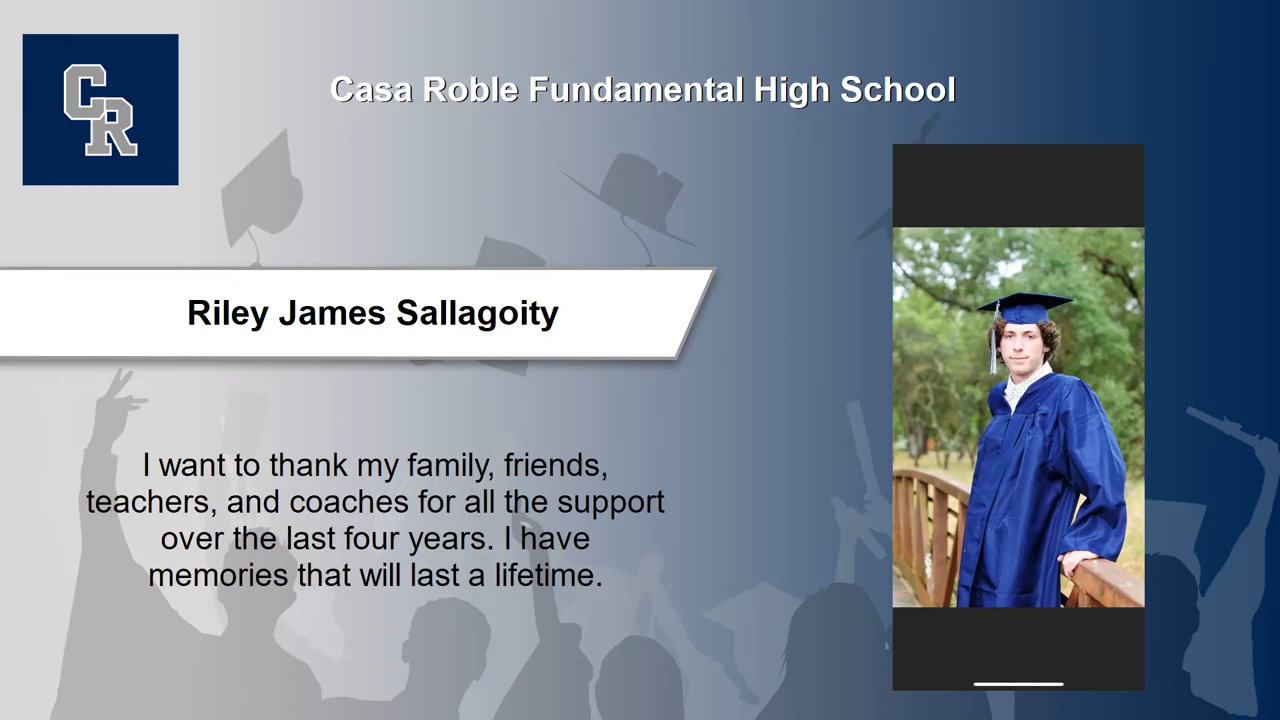 CR
Casa Roble Fundamental High School
Riley James Sallagoity
I want to thank my family, friends,
teachers, and coaches for all the support
over the last four years. I have
memories that will last a lifetime.